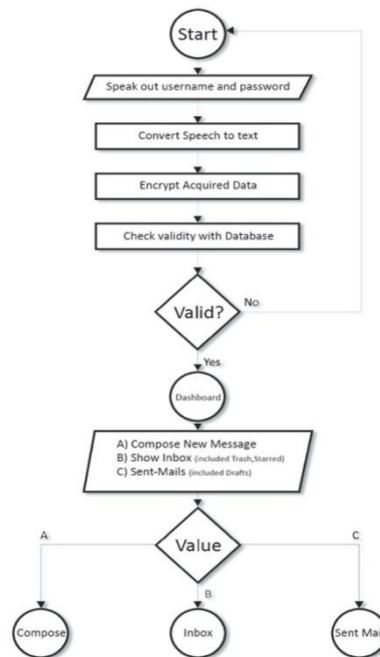 Start
Speak out username and password
Convert Speech to text
Encrypt Acquired Data
Check validity with Database
Valid?
No
Yes
Dashboard
A) Compose New Message
B) Show Inbox (included Trash,Starred)
C) Sent-Mails (included Drafts)
Value
A
C
B
Compose
Inbox
Sent Mail